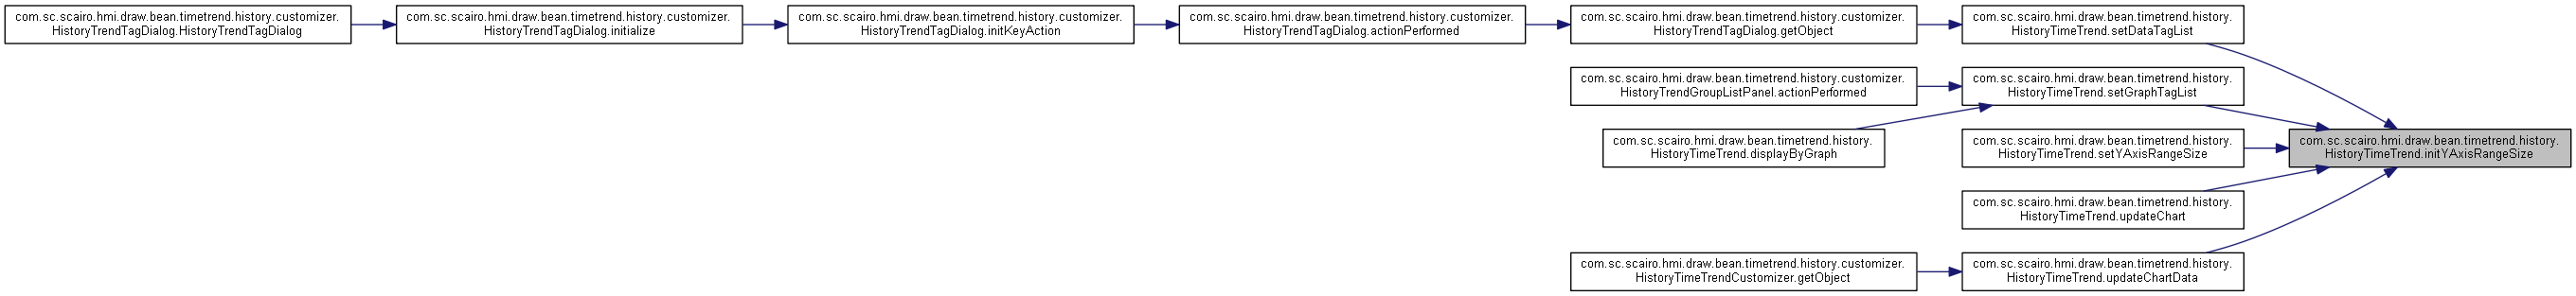 com.sc.scairo.hmi.draw.bean.timetrend.history.customizer.
HistoryTrendTagDialog.HistoryTrendTagDialog
com.sc.scairo.hmi.draw.bean.timetrend.history.customizer.
HistoryTrendTagDialog.initialize
com.sc.scairo.hmi.draw.bean.timetrend.history.customizer.
HistoryTrendTagDialog.initKeyAction
com.sc.scairo.hmi.draw.bean.timetrend.history.customizer.
HistoryTrendTagDialog.actionPerformed
com.sc.scairo.hmi.draw.bean.timetrend.history.customizer.
HistoryTrendTagDialog.getObject
com.sc.scairo.hmi.draw.bean.timetrend.history.
HistoryTimeTrend.setDataTagList
com.sc.scairo.hmi.draw.bean.timetrend.history.customizer.
HistoryTrendGroupListPanel.actionPerformed
com.sc.scairo.hmi.draw.bean.timetrend.history.
HistoryTimeTrend.setGraphTagList
com.sc.scairo.hmi.draw.bean.timetrend.history.
HistoryTimeTrend.displayByGraph
com.sc.scairo.hmi.draw.bean.timetrend.history.
HistoryTimeTrend.setYAxisRangeSize
com.sc.scairo.hmi.draw.bean.timetrend.history.
HistoryTimeTrend.initYAxisRangeSize
com.sc.scairo.hmi.draw.bean.timetrend.history.
HistoryTimeTrend.updateChart
com.sc.scairo.hmi.draw.bean.timetrend.history.customizer.
HistoryTimeTrendCustomizer.getObject
com.sc.scairo.hmi.draw.bean.timetrend.history.
HistoryTimeTrend.updateChartData